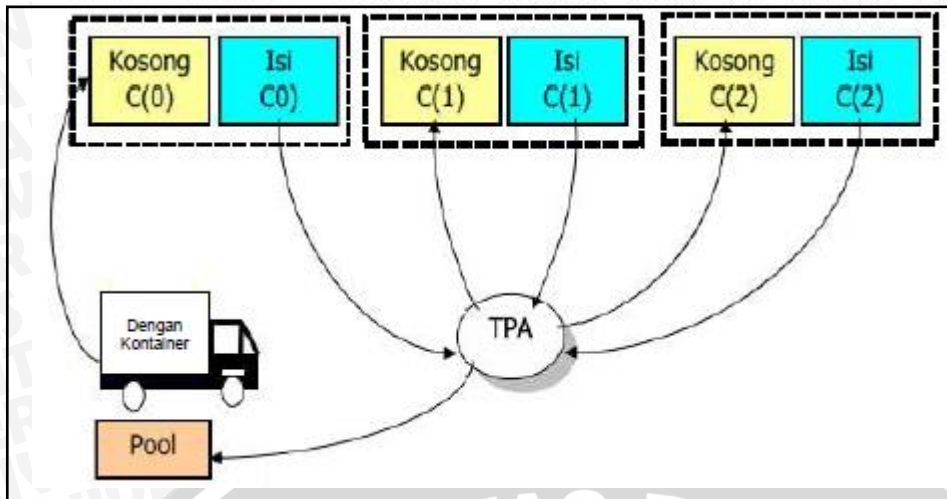 Kosong
C(0)
Isi
C0)
Kosong
C(1)
Isi
C(1)
Kosong
C(2)
Isi
C(2)
Dengan
Kontainer
TPA
Pool